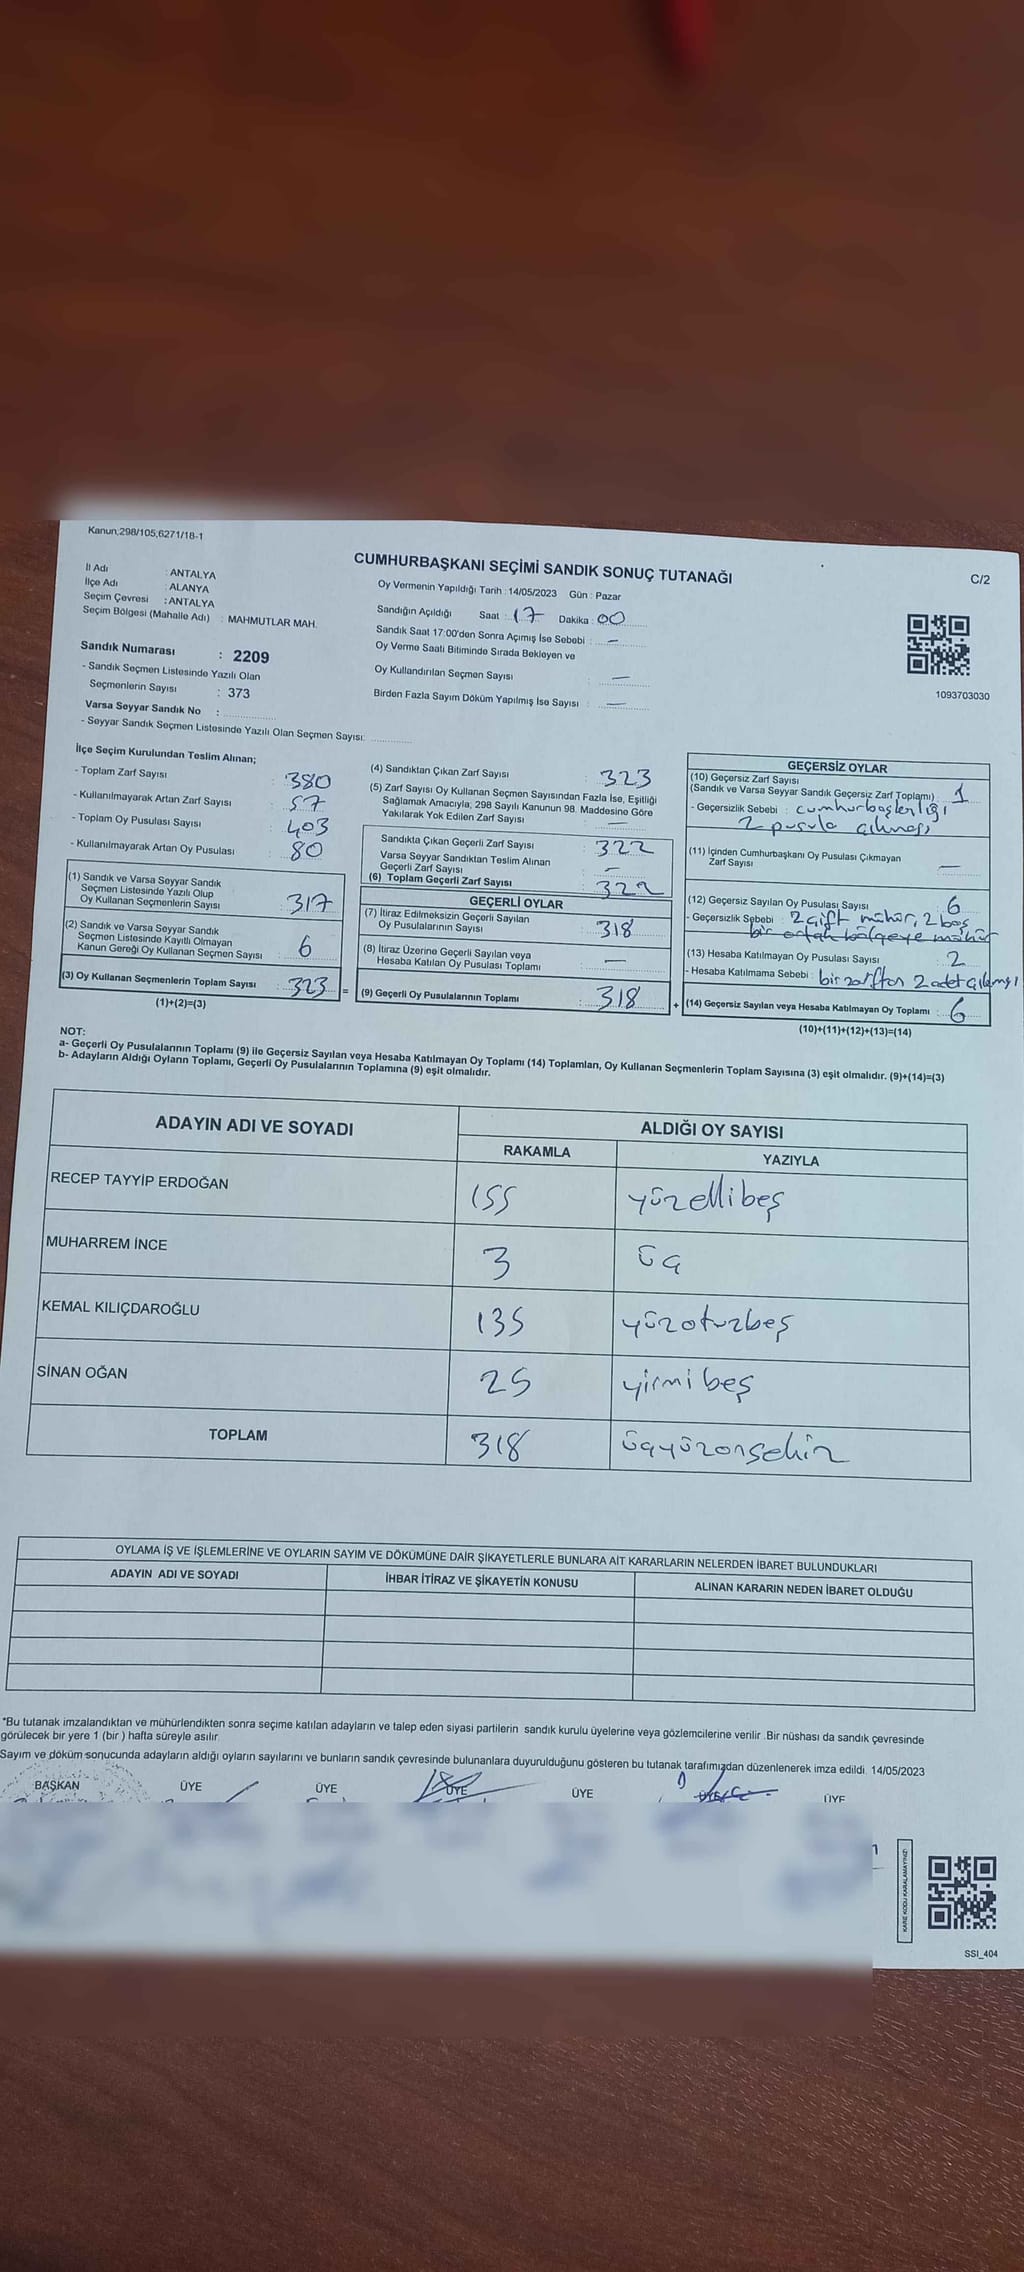 Kanun;298/105;6271/18-1
CUMHURBAŞKANI SEÇİMİ SANDIK SONUÇ TUTANAĞI
C/2
İl Adı : ANTALYA
İlçe Adı : ALANYA
Seçim Çevresi : ANTALYA
Seçim Bölgesi (Mahalle Adı) : MAHMUTLAR MAH.
Oy Vermenin Yapıldığı Tarih : 14/05/2023 Gün : Pazar
Sandığın Açıldığı Saat : 17 Dakika : 00
Sandık Saat 17:00'den Sonra Açımış İse Sebebi : —
Oy Verme Saati Bitiminde Sırada Bekleyen ve
Oy Kullandırılan Seçmen Sayısı : —
Birden Fazla Sayım Döküm Yapılmış İse Sayısı : —
1093703030
Sandık Numarası : 2209
- Sandık Seçmen Listesinde Yazılı Olan
Seçmenlerin Sayısı : 373
Varsa Seyyar Sandık No :
- Seyyar Sandık Seçmen Listesinde Yazılı Olan Seçmen Sayısı:
İlçe Seçim Kurulundan Teslim Alınan;
- Toplam Zarf Sayısı : 380
- Kullanılmayarak Artan Zarf Sayısı : 57
- Toplam Oy Pusulası Sayısı : 403
- Kullanılmayarak Artan Oy Pusulası : 80
(1) Sandık ve Varsa Seyyar Sandık
Seçmen Listesinde Yazılı Olup
Oy Kullanan Seçmenlerin Sayısı : 317
(2) Sandık ve Varsa Seyyar Sandık
Seçmen Listesinde Kayıtlı Olmayan
Kanun Gereği Oy Kullanan Seçmen Sayısı : 6
(3) Oy Kullanan Seçmenlerin Toplam Sayısı : 323 =
(1)+(2)=(3)
(4) Sandıktan Çıkan Zarf Sayısı : 323
(5) Zarf Sayısı Oy Kullanan Seçmen Sayısından Fazla İse, Eşitliği
Sağlamak Amacıyla, 298 Sayılı Kanunun 98. Maddesine Göre
Yakılarak Yok Edilen Zarf Sayısı : —
Sandıkta Çıkan Geçerli Zarf Sayısı : 322
Varsa Seyyar Sandıktan Teslim Alınan
Geçerli Zarf Sayısı : —
(6) Toplam Geçerli Zarf Sayısı : 322
GEÇERLİ OYLAR
(7) İtiraz Edilmeksizin Geçerli Sayılan
Oy Pusulalarının Sayısı : 318
(8) İtiraz Üzerine Geçerli Sayılan veya
Hesaba Katılan Oy Pusulası Toplamı : —
(9) Geçerli Oy Pusulalarının Toplamı : 318 +
GEÇERSİZ OYLAR
(10) Geçersiz Zarf Sayısı
(Sandık ve Varsa Seyyar Sandık Geçersiz Zarf Toplamı) : 1
- Geçersizlik Sebebi : cumhurbaşkanlığı
2 pusula çıkması
(11) İçinden Cumhurbaşkanı Oy Pusulası Çıkmayan
Zarf Sayısı : —
(12) Geçersiz Sayılan Oy Pusulası Sayısı : 6
- Geçersizlik Sebebi : 2 çift mühür, 2 boş
bir ortak bölgeye mühür
(13) Hesaba Katılmayan Oy Pusulası Sayısı : 2
- Hesaba Katılmama Sebebi : bir zarftan 2 adet çıkması
(14) Geçersiz Sayılan veya Hesaba Katılmayan Oy Toplamı : 6
(10)+(11)+(12)+(13)=(14)
NOT:
a- Geçerli Oy Pusulalarının Toplamı (9) ile Geçersiz Sayılan veya Hesaba Katılmayan Oy Toplamı (14) Toplamları, Oy Kullanan Seçmenlerin Toplam Sayısına (3) eşit olmalıdır. (9)+(14)=(3)
b- Adayların Aldığı Oyların Toplamı, Geçerli Oy Pusulalarının Toplamına (9) eşit olmalıdır.
ADAYIN ADI VE SOYADI ALDIĞI OY SAYISI
RAKAMLA YAZIYLA
RECEP TAYYİP ERDOĞAN 155 yüzellibeş
MUHARREM İNCE 3 üç
KEMAL KILIÇDAROĞLU 135 yüzotuzbeş
SİNAN OĞAN 25 yirmibeş
TOPLAM 318 üçyüzonsekiz
OYLAMA İŞ VE İŞLEMLERİNE VE OYLARIN SAYIM VE DÖKÜMÜNE DAİR ŞİKAYETLERLE BUNLARA AİT KARARLARIN NELERDEN İBARET BULUNDUKLARI
ADAYIN ADI VE SOYADI İHBAR İTİRAZ VE ŞİKAYETİN KONUSU ALINAN KARARIN NEDEN İBARET OLDUĞU
*Bu tutanak imzalandıktan ve mühürlendikten sonra seçime katılan adayların ve talep eden siyasi partilerin sandık kurulu üyelerine veya gözlemcilerine verilir .Bir nüshası da sandık çevresinde
görülecek bir yere 1 (bir ) hafta süreyle asılır.
Sayım ve döküm sonucunda adayların aldığı oyların sayılarını ve bunların sandık çevresinde bulunanlara duyurulduğunu gösteren bu tutanak tarafımızdan düzenlenerek imza edildi. 14/05/2023
BAŞKAN ÜYE ÜYE ÜYE ÜYE ÜYE
KARE KODU KARALAMAYINIZ!
SSI_404